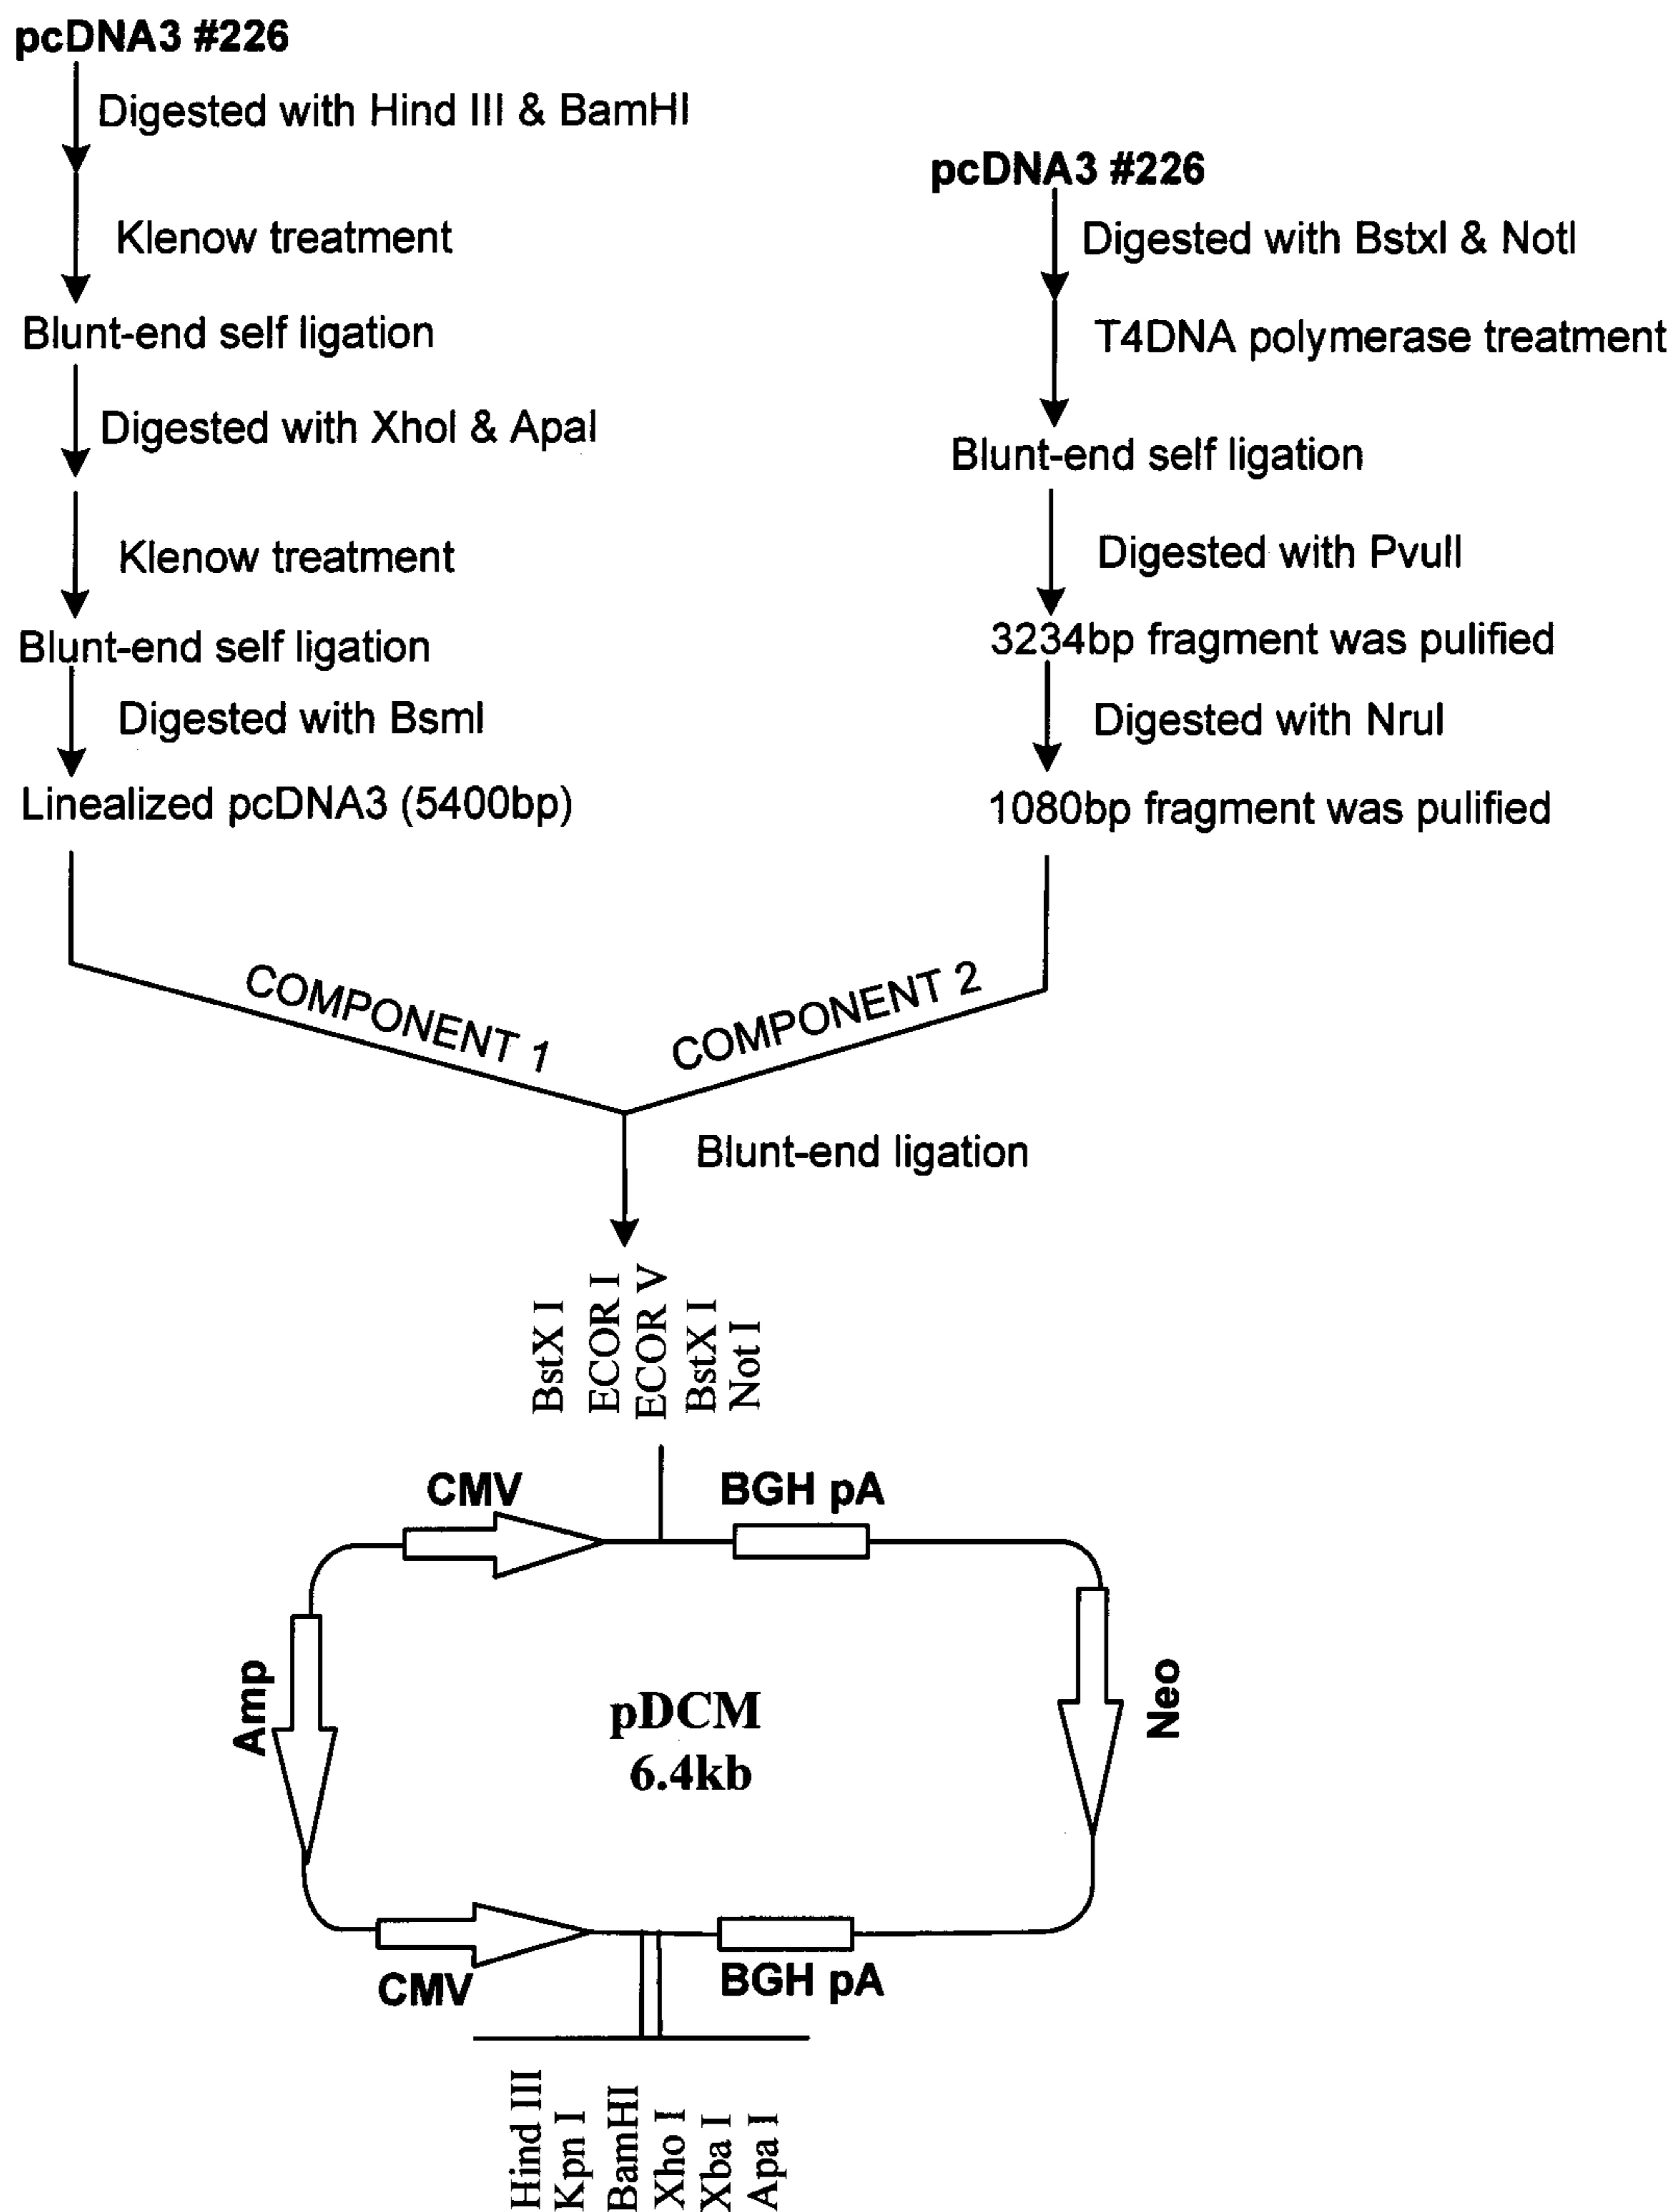 pcDNA3 #226
Digested with Hind III & BamHI
Klenow treatment
Blunt-end self ligation
Digested with XhoI & ApaI
Klenow treatment
Blunt-end self ligation
Digested with BsmI
Linealized pcDNA3 (5400bp)
pcDNA3 #226
Digested with BstxI & NotI
T4DNA polymerase treatment
Blunt-end self ligation
Digested with PvuII
3234bp fragment was pulified
Digested with NruI
1080bp fragment was pulified
COMPONENT 1
COMPONENT 2
Blunt-end ligation
BstX I
ECOR I
ECOR V
BstX I
Not I
CMV
BGH pA
Amp
pDCM
6.4kb
Neo
CMV
BGH pA
Hind III
Kpn I
BamHI
Xho I
Xba I
Apa I